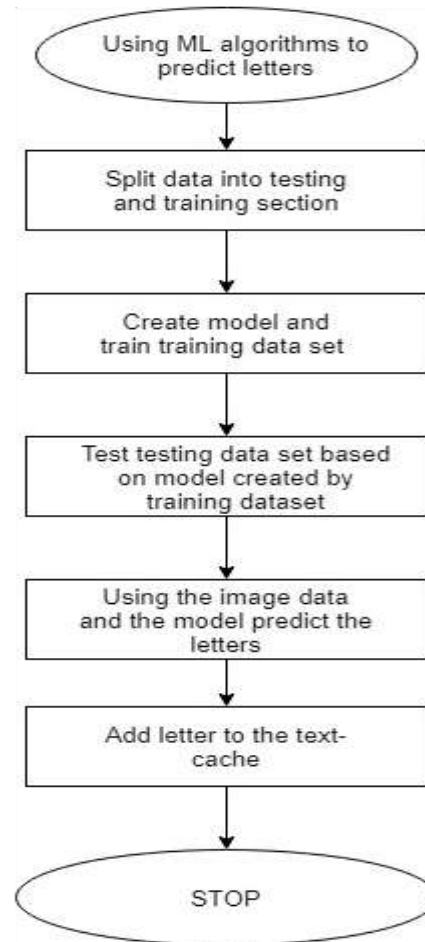 Using ML algorithms to
predict letters
Split data into testing
and training section
Create model and
train training data set
Test testing data set based
on model created by
training dataset
Using the image data
and the model predict the
letters
Add letter to the text-
cache
STOP